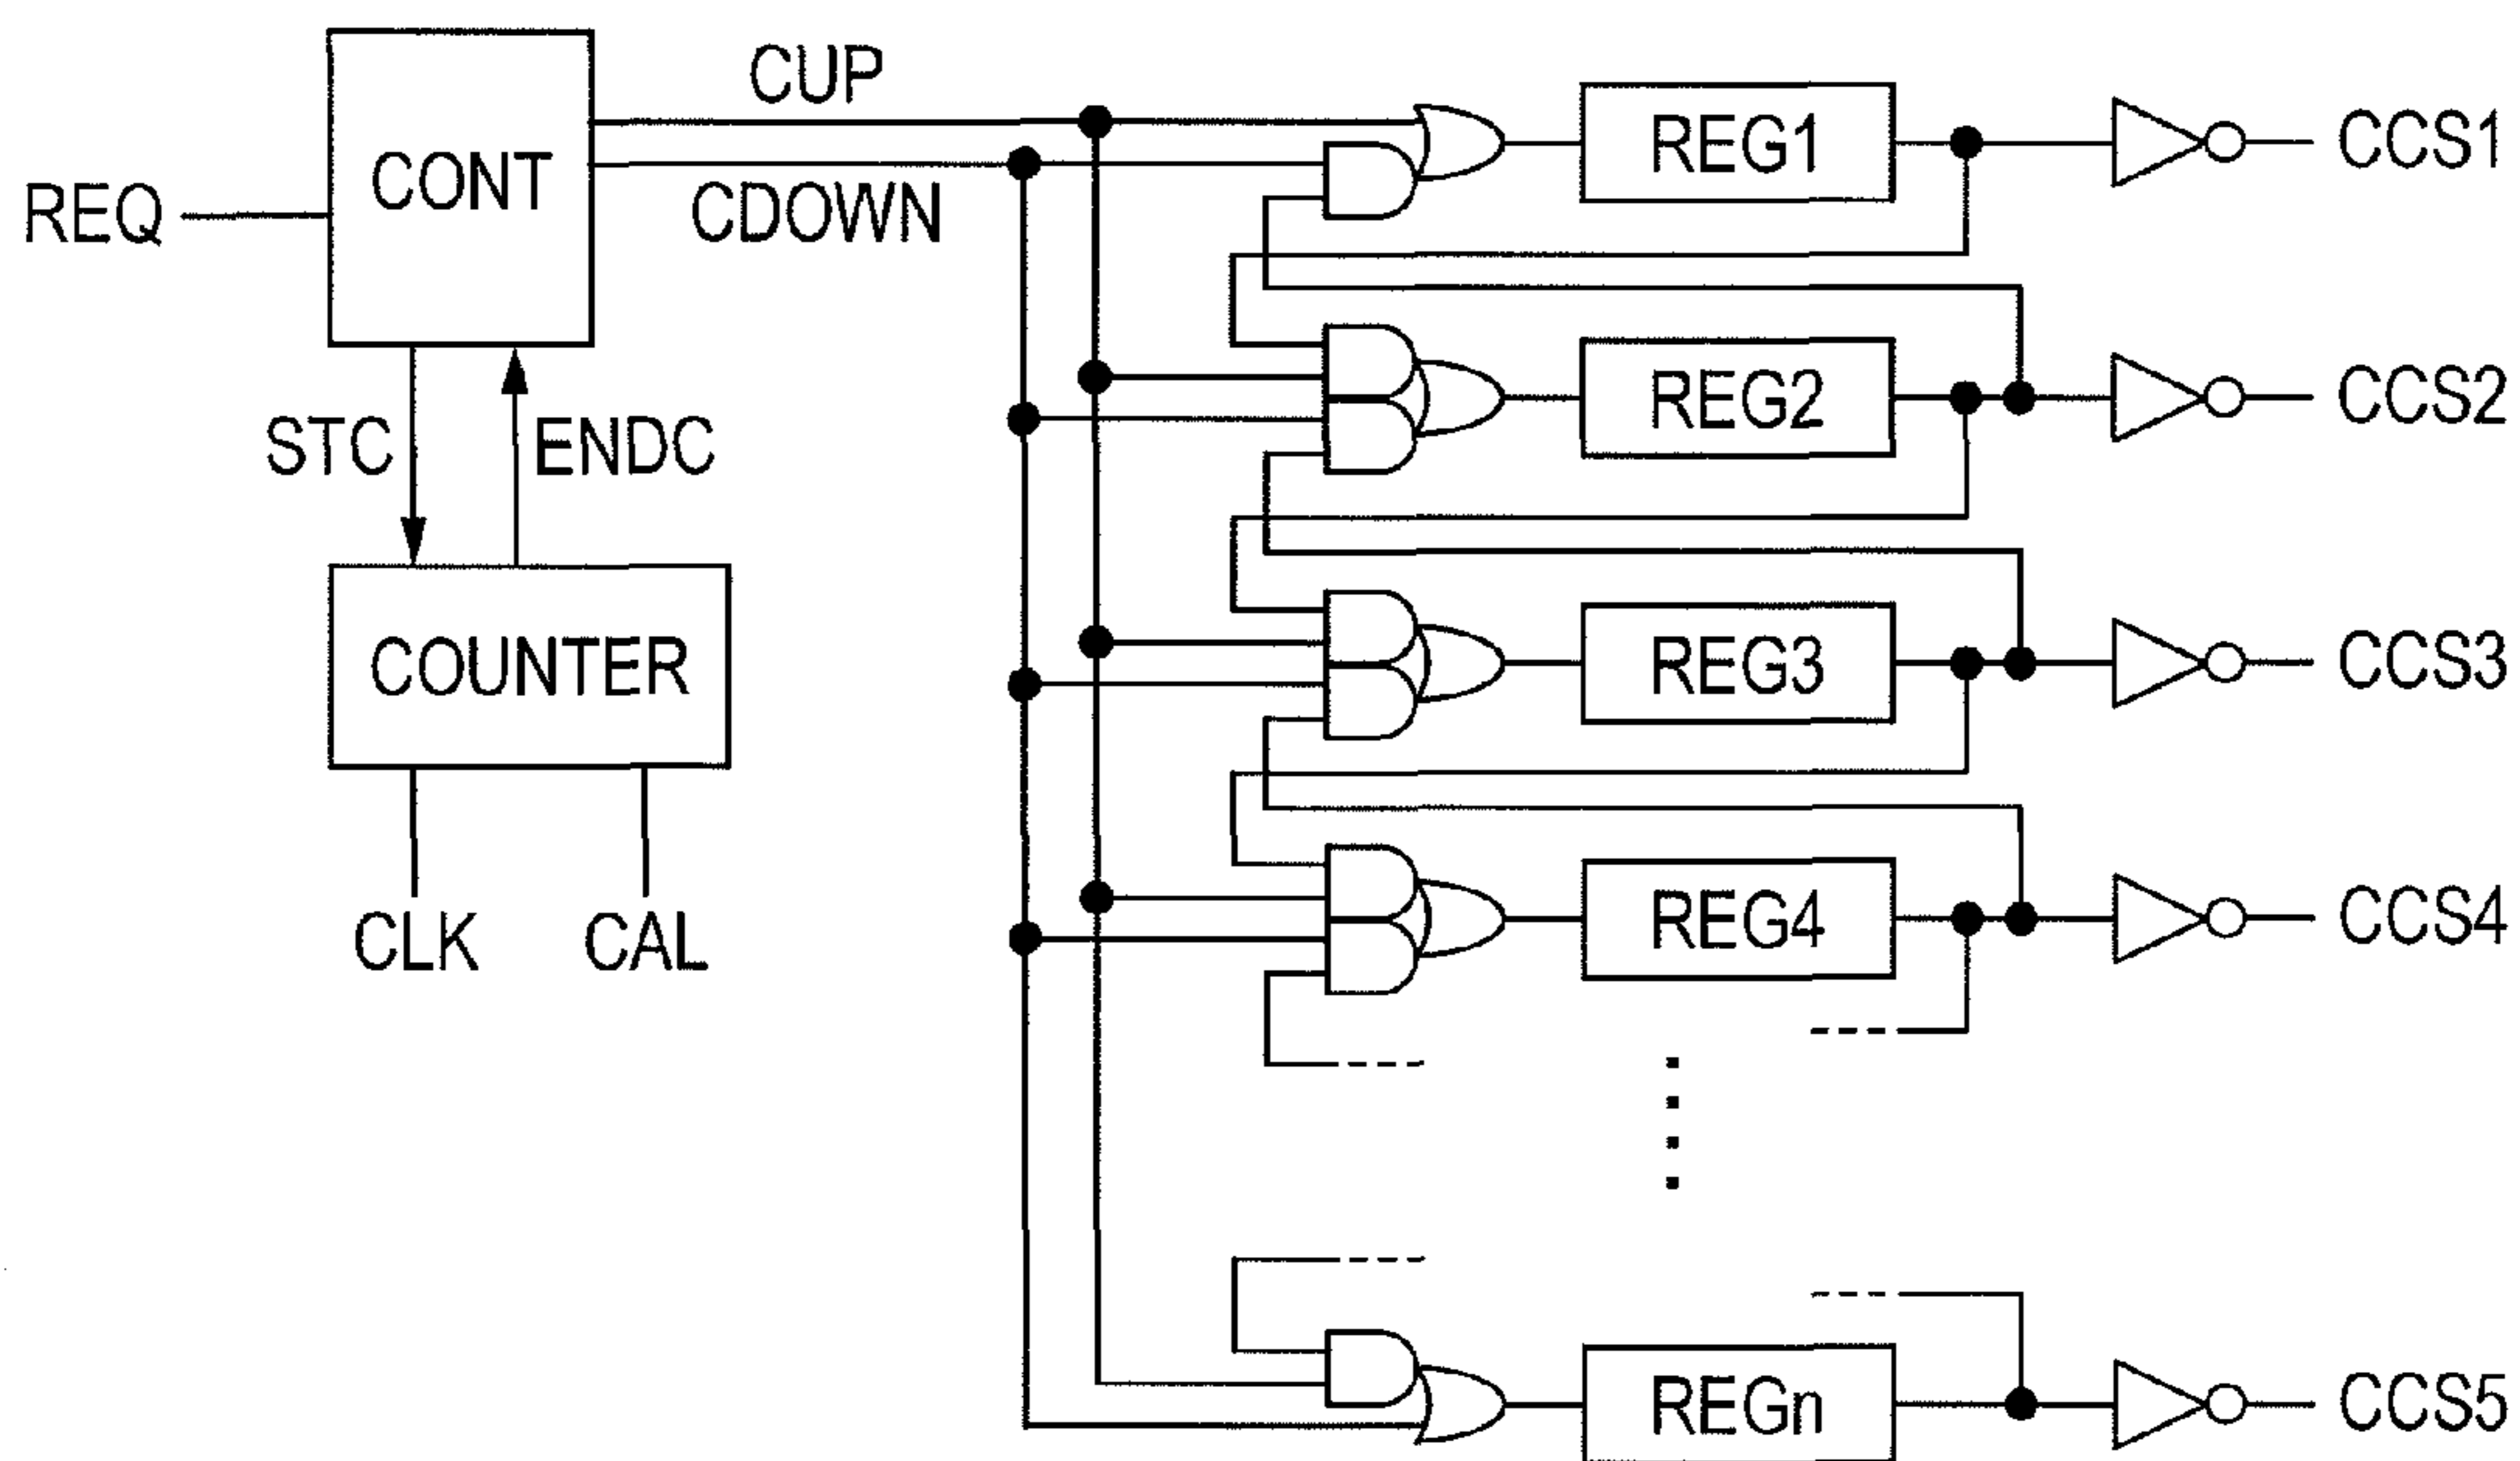 CUP
REG1
CCS1
CONT
REQ
CDOWN
REG2
CCS2
STC
ENDC
REG3
CCS3
COUNTER
REG4
CCS4
CLK
CAL
REGn
CCS5